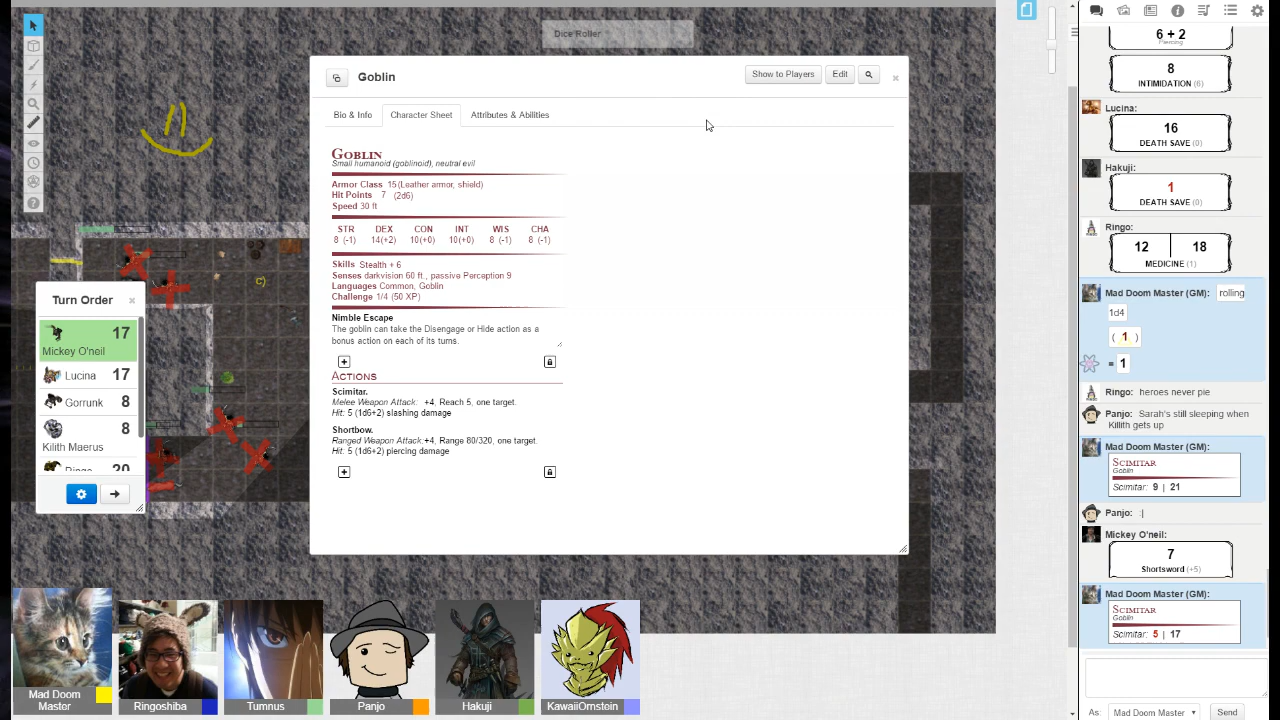 Dice Roller
Goblin
Show to Players
Edit
Bio & Info
Character Sheet
Attributes & Abilities
GOBLIN
Small humanoid (goblinoid), neutral evil
Armor Class 15(Leather armor, shield)
Hit Points 7 (2d6)
Speed 30 ft
STR DEX CON INT WIS CHA
8 (-1) 14(+2) 10(+0) 10(+0) 8 (-1) 8 (-1)
Skills Stealth + 6
Senses darkvision 60 ft., passive Perception 9
Languages Common, Goblin
Challenge 1/4 (50 XP)
Nimble Escape
The goblin can take the Disengage or Hide action as a
bonus action on each of its turns.
ACTIONS
Scimitar.
Melee Weapon Attack: +4, Reach 5, one target.
Hit: 5 (1d6+2) slashing damage
Shortbow.
Ranged Weapon Attack:+4, Range 80/320, one target.
Hit: 5 (1d6+2) piercing damage
Turn Order
17
Mickey O'neil
Lucina 17
Gorrunk 8
8
Kilith Maerus
Ringo 20
Mad Doom
Master
Ringoshiba
Tumnus
Panjo
Hakuji
KawaiiOrnstein
6 + 2
Piercing
8
INTIMIDATION (6)
Lucina:
16
DEATH SAVE (0)
Hakuji:
1
DEATH SAVE (0)
Ringo:
12 18
MEDICINE (1)
Mad Doom Master (GM): rolling
1d4
( 1 )
= 1
Ringo: heroes never pie
Panjo: Sarah's still sleeping when
Killith gets up
Mad Doom Master (GM):
SCIMITAR
Goblin
Scimitar: 9 | 21
Panjo: :|
Mickey O'neil:
7
Shortsword (+5)
Mad Doom Master (GM):
SCIMITAR
Goblin
Scimitar: 5 | 17
As: Mad Doom Master
Send